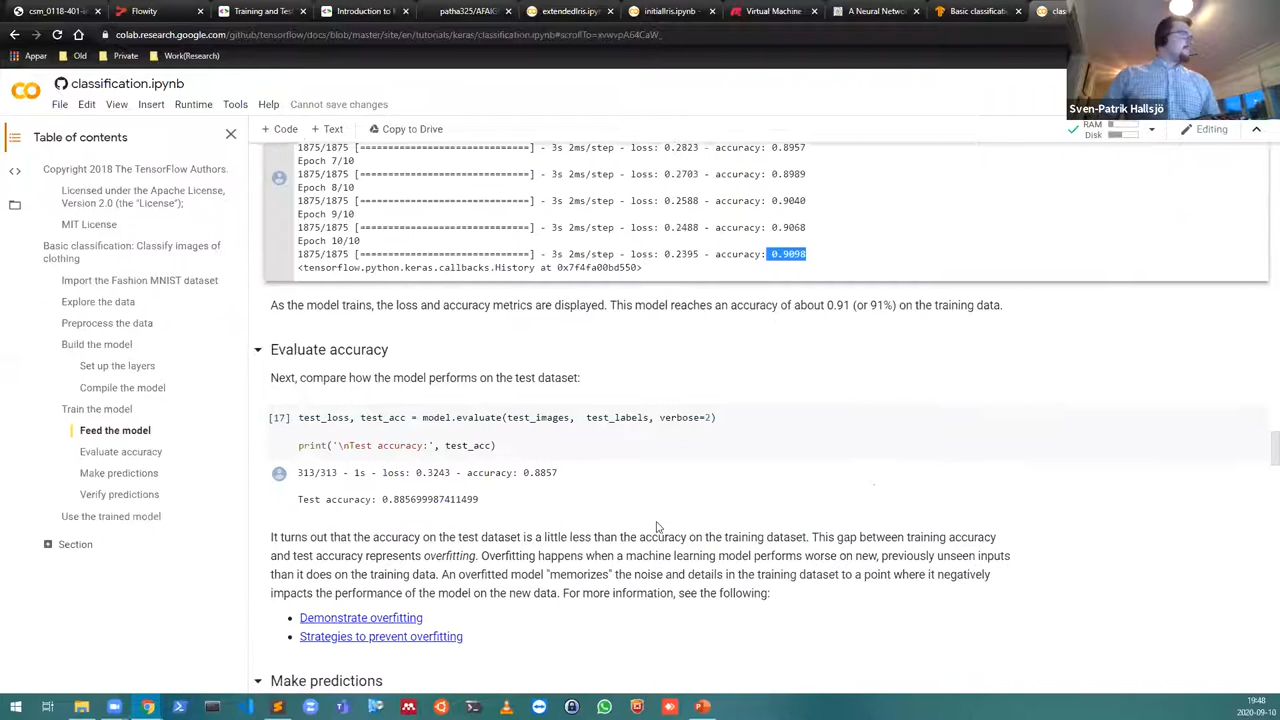 csm_0118-401-i
Flowity
Training and Test
Introduction to M
patha325/AFAIG
extendedIris.ipynb
initialIris.ipynb
Virtual Machine
A Neural Network
Basic classificati
clas
colab.research.google.com/github/tensorflow/docs/blob/master/site/en/tutorials/keras/classification.ipynb#scrollTo=xvwvpA64CaW_
Appar
Old
Private
Work(Research)
classification.ipynb
File Edit View Insert Runtime Tools Help Cannot save changes
Sven-Patrik Hallsjö
Table of contents
+ Code + Text Copy to Drive
RAM
Disk
Editing
Copyright 2018 The TensorFlow Authors.
Licensed under the Apache License,
Version 2.0 (the "License");
MIT License
Basic classification: Classify images of
clothing
Import the Fashion MNIST dataset
Explore the data
Preprocess the data
Build the model
Set up the layers
Compile the model
Train the model
Feed the model
Evaluate accuracy
Make predictions
Verify predictions
Use the trained model
Section
1875/1875 [==============================] - 3s 2ms/step - loss: 0.2823 - accuracy: 0.8957
Epoch 7/10
1875/1875 [==============================] - 3s 2ms/step - loss: 0.2703 - accuracy: 0.8989
Epoch 8/10
1875/1875 [==============================] - 3s 2ms/step - loss: 0.2588 - accuracy: 0.9040
Epoch 9/10
1875/1875 [==============================] - 3s 2ms/step - loss: 0.2488 - accuracy: 0.9068
Epoch 10/10
1875/1875 [==============================] - 3s 2ms/step - loss: 0.2395 - accuracy: 0.9098
<tensorflow.python.keras.callbacks.History at 0x7f4fa00bd550>
As the model trains, the loss and accuracy metrics are displayed. This model reaches an accuracy of about 0.91 (or 91%) on the training data.
Evaluate accuracy
Next, compare how the model performs on the test dataset:
[17] test_loss, test_acc = model.evaluate(test_images, test_labels, verbose=2)
print('\nTest accuracy:', test_acc)
313/313 - 1s - loss: 0.3243 - accuracy: 0.8857
Test accuracy: 0.885699987411499
It turns out that the accuracy on the test dataset is a little less than the accuracy on the training dataset. This gap between training accuracy
and test accuracy represents overfitting. Overfitting happens when a machine learning model performs worse on new, previously unseen inputs
than it does on the training data. An overfitted model "memorizes" the noise and details in the training dataset to a point where it negatively
impacts the performance of the model on the new data. For more information, see the following:
• Demonstrate overfitting
• Strategies to prevent overfitting
Make predictions
19:48
2020-09-10